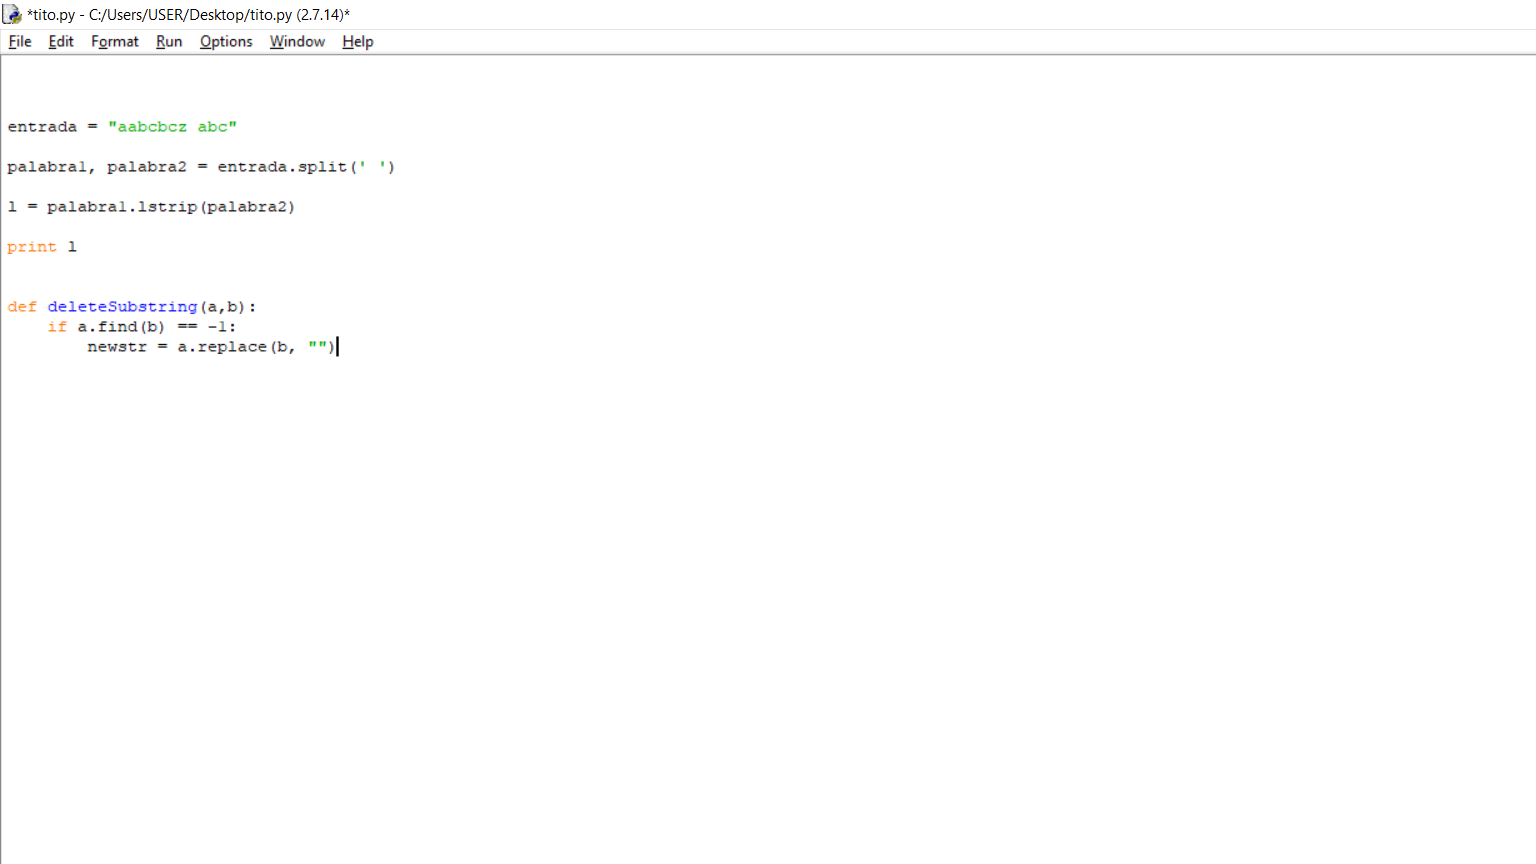 *tito.py - C:/Users/USER/Desktop/tito.py (2.7.14)*
File Edit Format Run Options Window Help
entrada = "aabcbcz abc"
palabra1, palabra2 = entrada.split(' ')
l = palabra1.lstrip(palabra2)
print l
def deleteSubstring(a,b):
    if a.find(b) == -1:
        newstr = a.replace(b, "")